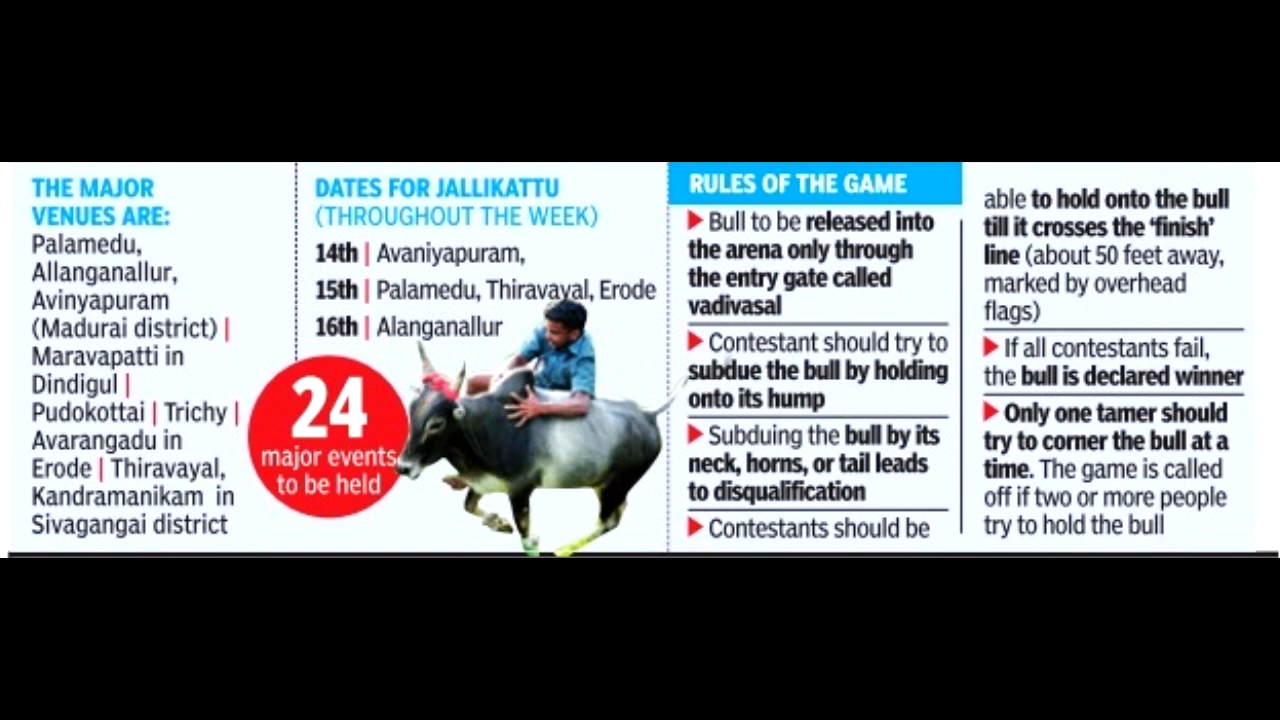 THE MAJOR
VENUES ARE:
Palamedu,
Allanganallur,
Avinyapuram
(Madurai district) |
Maravapatti in
Dindigul |
Pudokottai | Trichy |
Avarangadu in
Erode | Thiravayal,
Kandramanikam in
Sivagangai district
DATES FOR JALLIKATTU
(THROUGHOUT THE WEEK)
14th | Avaniyapuram,
15th | Palamedu, Thiravayal, Erode
16th | Alanganallur
24
major events
to be held
RULES OF THE GAME
▶ Bull to be released into
the arena only through
the entry gate called
vadivasal
▶ Contestant should try to
subdue the bull by holding
onto its hump
▶ Subduing the bull by its
neck, horns, or tail leads
to disqualification
▶ Contestants should be
able to hold onto the bull
till it crosses the ‘finish’
line (about 50 feet away,
marked by overhead
flags)
▶ If all contestants fail,
the bull is declared winner
▶ Only one tamer should
try to corner the bull at a
time. The game is called
off if two or more people
try to hold the bull